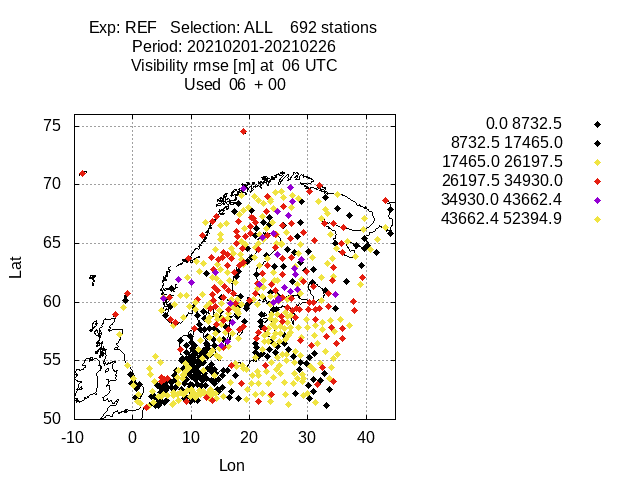 Exp: REF Selection: ALL 692 stations
Period: 20210201-20210226
Visibility rmse [m] at 06 UTC
Used 06 + 00
0.0 8732.5
8732.5 17465.0
17465.0 26197.5
26197.5 34930.0
34930.0 43662.4
43662.4 52394.9
75
70
65
60
55
50
Lat
-10 0 10 20 30 40
Lon